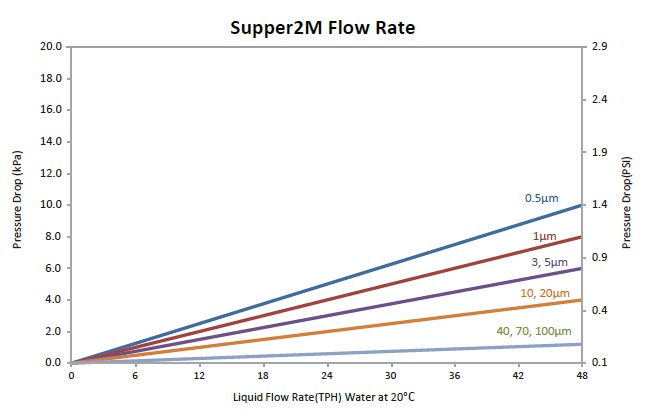 Supper2M Flow Rate
20.0
18.0
16.0
14.0
12.0
10.0
8.0
6.0
4.0
2.0
0.0
Pressure Drop (kPa)
2.9
2.4
1.9
1.4
0.9
0.4
0.1
Pressure Drop(PSI)
0.5µm
1µm
3, 5µm
10, 20µm
40, 70, 100µm
0 6 12 18 24 30 36 42 48
Liquid Flow Rate(TPH) Water at 20°C